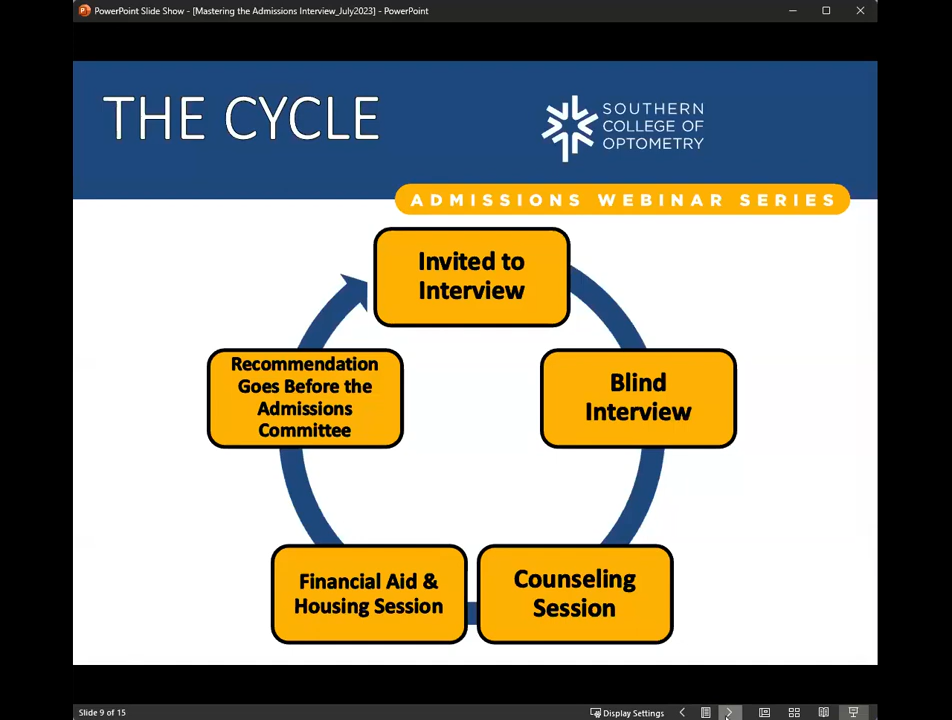 PowerPoint Slide Show - [Mastering the Admissions Interview_July2023] - PowerPoint
THE CYCLE
SOUTHERN
COLLEGE OF
OPTOMETRY
ADMISSIONS WEBINAR SERIES
Invited to
Interview
Blind
Interview
Counseling
Session
Financial Aid &
Housing Session
Recommendation
Goes Before the
Admissions
Committee
Slide 9 of 15
Display Settings